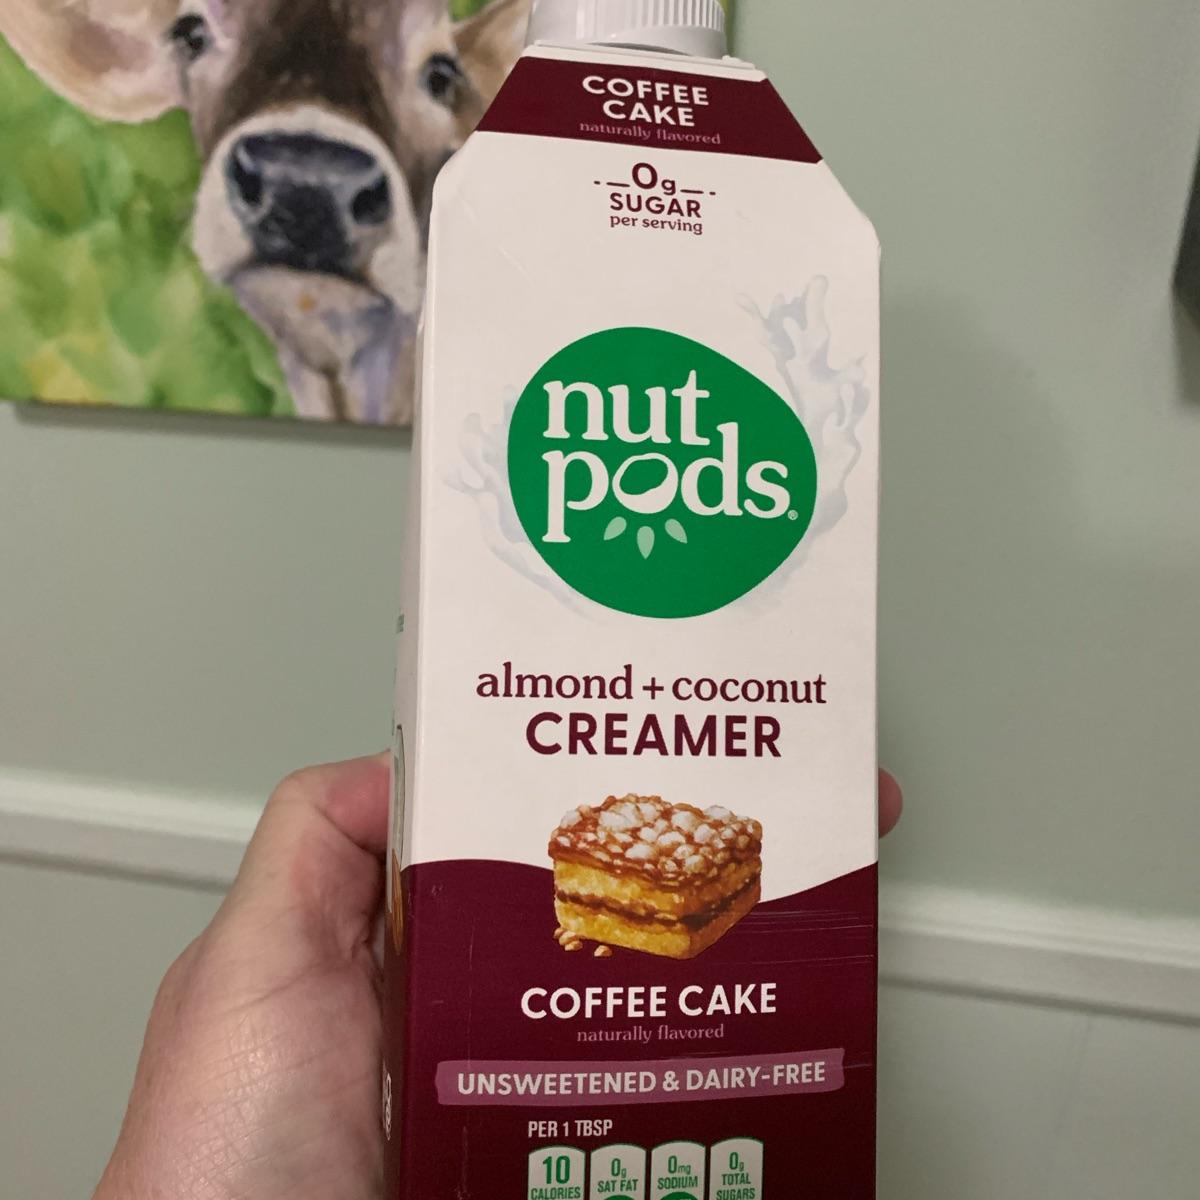 COFFEE
CAKE
naturally flavored
0g
SUGAR
per serving
nut
pods®
almond + coconut
CREAMER
COFFEE CAKE
naturally flavored
UNSWEETENED & DAIRY-FREE
PER 1 TBSP
10 0g 0mg 0g
CALORIES SAT FAT SODIUM TOTAL
SUGARS